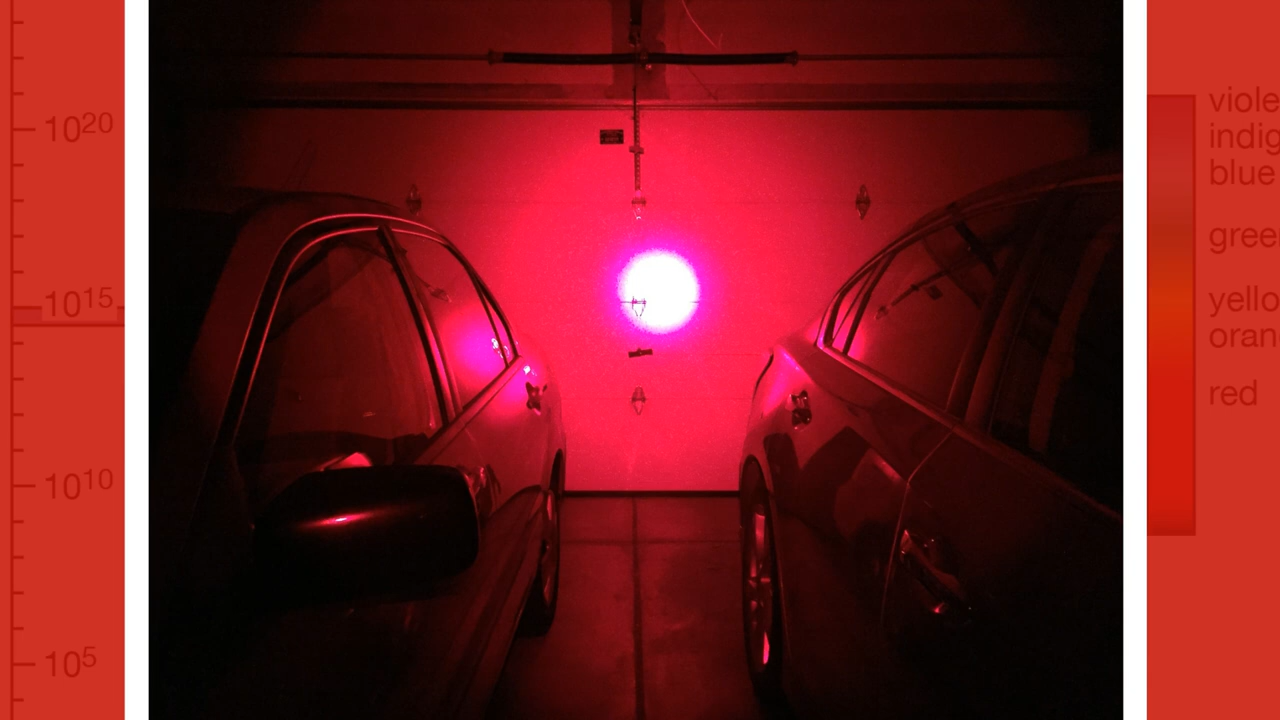 10²⁰
10¹⁵
10¹⁰
10⁵
viole
indig
blue
gree
yello
oran
red